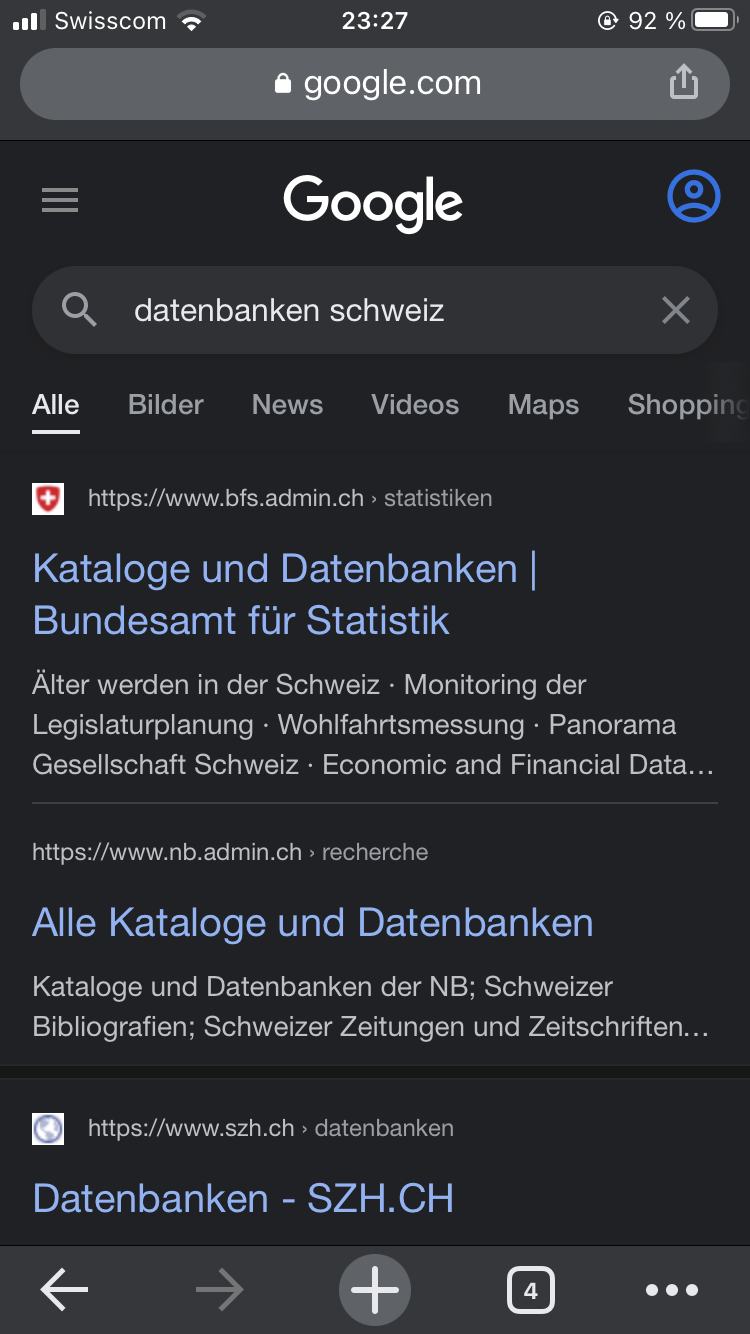 Swisscom 23:27 92 %
google.com
Google
datenbanken schweiz
Alle Bilder News Videos Maps Shopping
https://www.bfs.admin.ch › statistiken
Kataloge und Datenbanken |
Bundesamt für Statistik
Älter werden in der Schweiz · Monitoring der
Legislaturplanung · Wohlfahrtsmessung · Panorama
Gesellschaft Schweiz · Economic and Financial Data...
https://www.nb.admin.ch › recherche
Alle Kataloge und Datenbanken
Kataloge und Datenbanken der NB; Schweizer
Bibliografien; Schweizer Zeitungen und Zeitschriften...
https://www.szh.ch › datenbanken
Datenbanken - SZH.CH
4